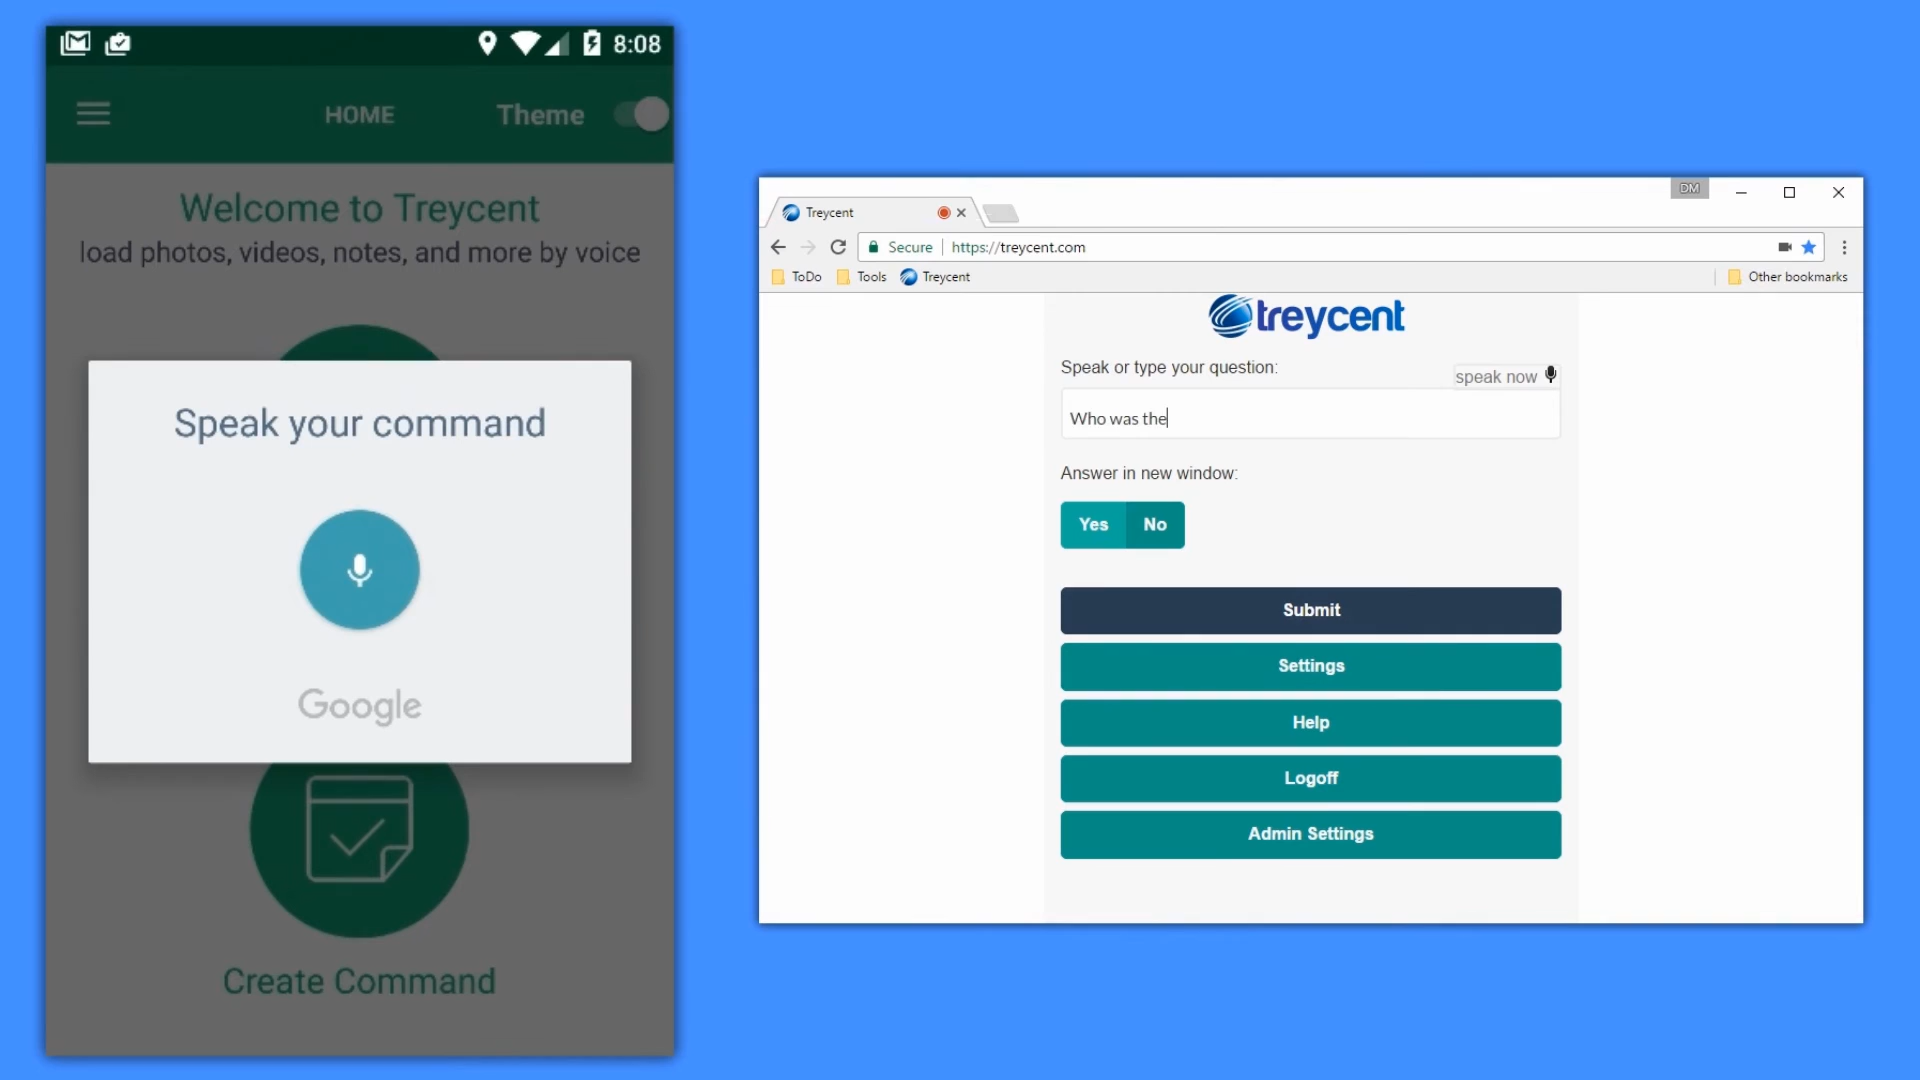 8:08
HOME
Theme
Welcome to Treycent
load photos, videos, notes, and more by voice
Speak your command
Google
Create Command
DM
Treycent
Secure
https://treycent.com
ToDo
Tools
Treycent
Other bookmarks
treycent
Speak or type your question:
speak now
Who was the
Answer in new window:
Yes
No
Submit
Settings
Help
Logoff
Admin Settings